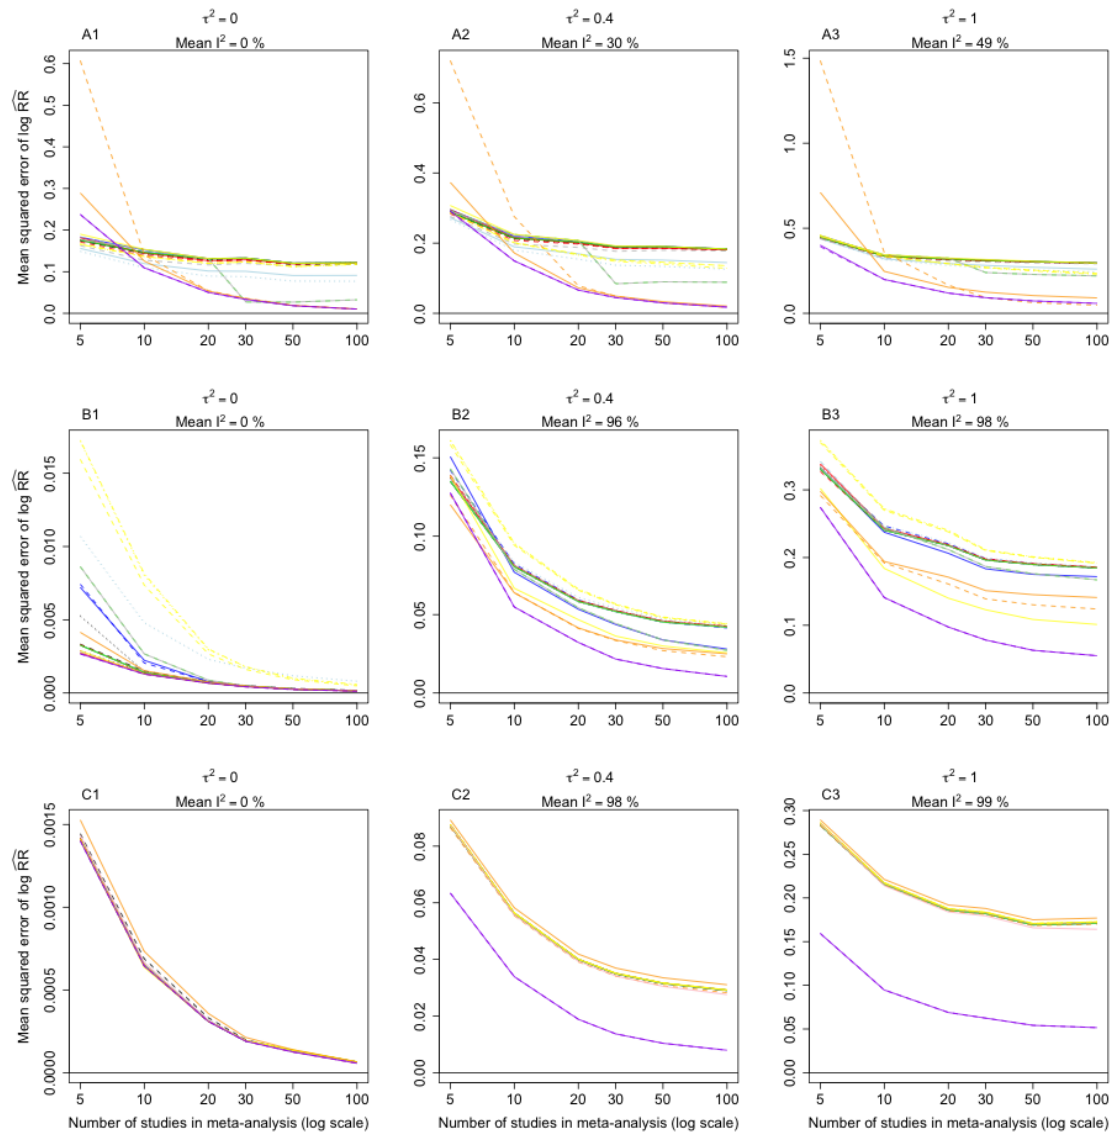 τ² = 0
A1
Mean I² = 0 %
Mean squared error of log R̂R
0.0 0.1 0.2 0.3 0.4 0.5 0.6
5 10 20 30 50 100
τ² = 0.4
A2
Mean I² = 30 %
0.0 0.2 0.4 0.6
5 10 20 30 50 100
τ² = 1
A3
Mean I² = 49 %
0.0 0.5 1.0 1.5
5 10 20 30 50 100
τ² = 0
B1
Mean I² = 0 %
Mean squared error of log R̂R
0.000 0.005 0.010 0.015
5 10 20 30 50 100
τ² = 0.4
B2
Mean I² = 96 %
0.00 0.05 0.10 0.15
5 10 20 30 50 100
τ² = 1
B3
Mean I² = 98 %
0.0 0.1 0.2 0.3
5 10 20 30 50 100
τ² = 0
C1
Mean I² = 0 %
Mean squared error of log R̂R
0.0000 0.0005 0.0010 0.0015
5 10 20 30 50 100
Number of studies in meta-analysis (log scale)
τ² = 0.4
C2
Mean I² = 98 %
0.00 0.02 0.04 0.06 0.08
5 10 20 30 50 100
Number of studies in meta-analysis (log scale)
τ² = 1
C3
Mean I² = 99 %
0.00 0.05 0.10 0.15 0.20 0.25 0.30
5 10 20 30 50 100
Number of studies in meta-analysis (log scale)